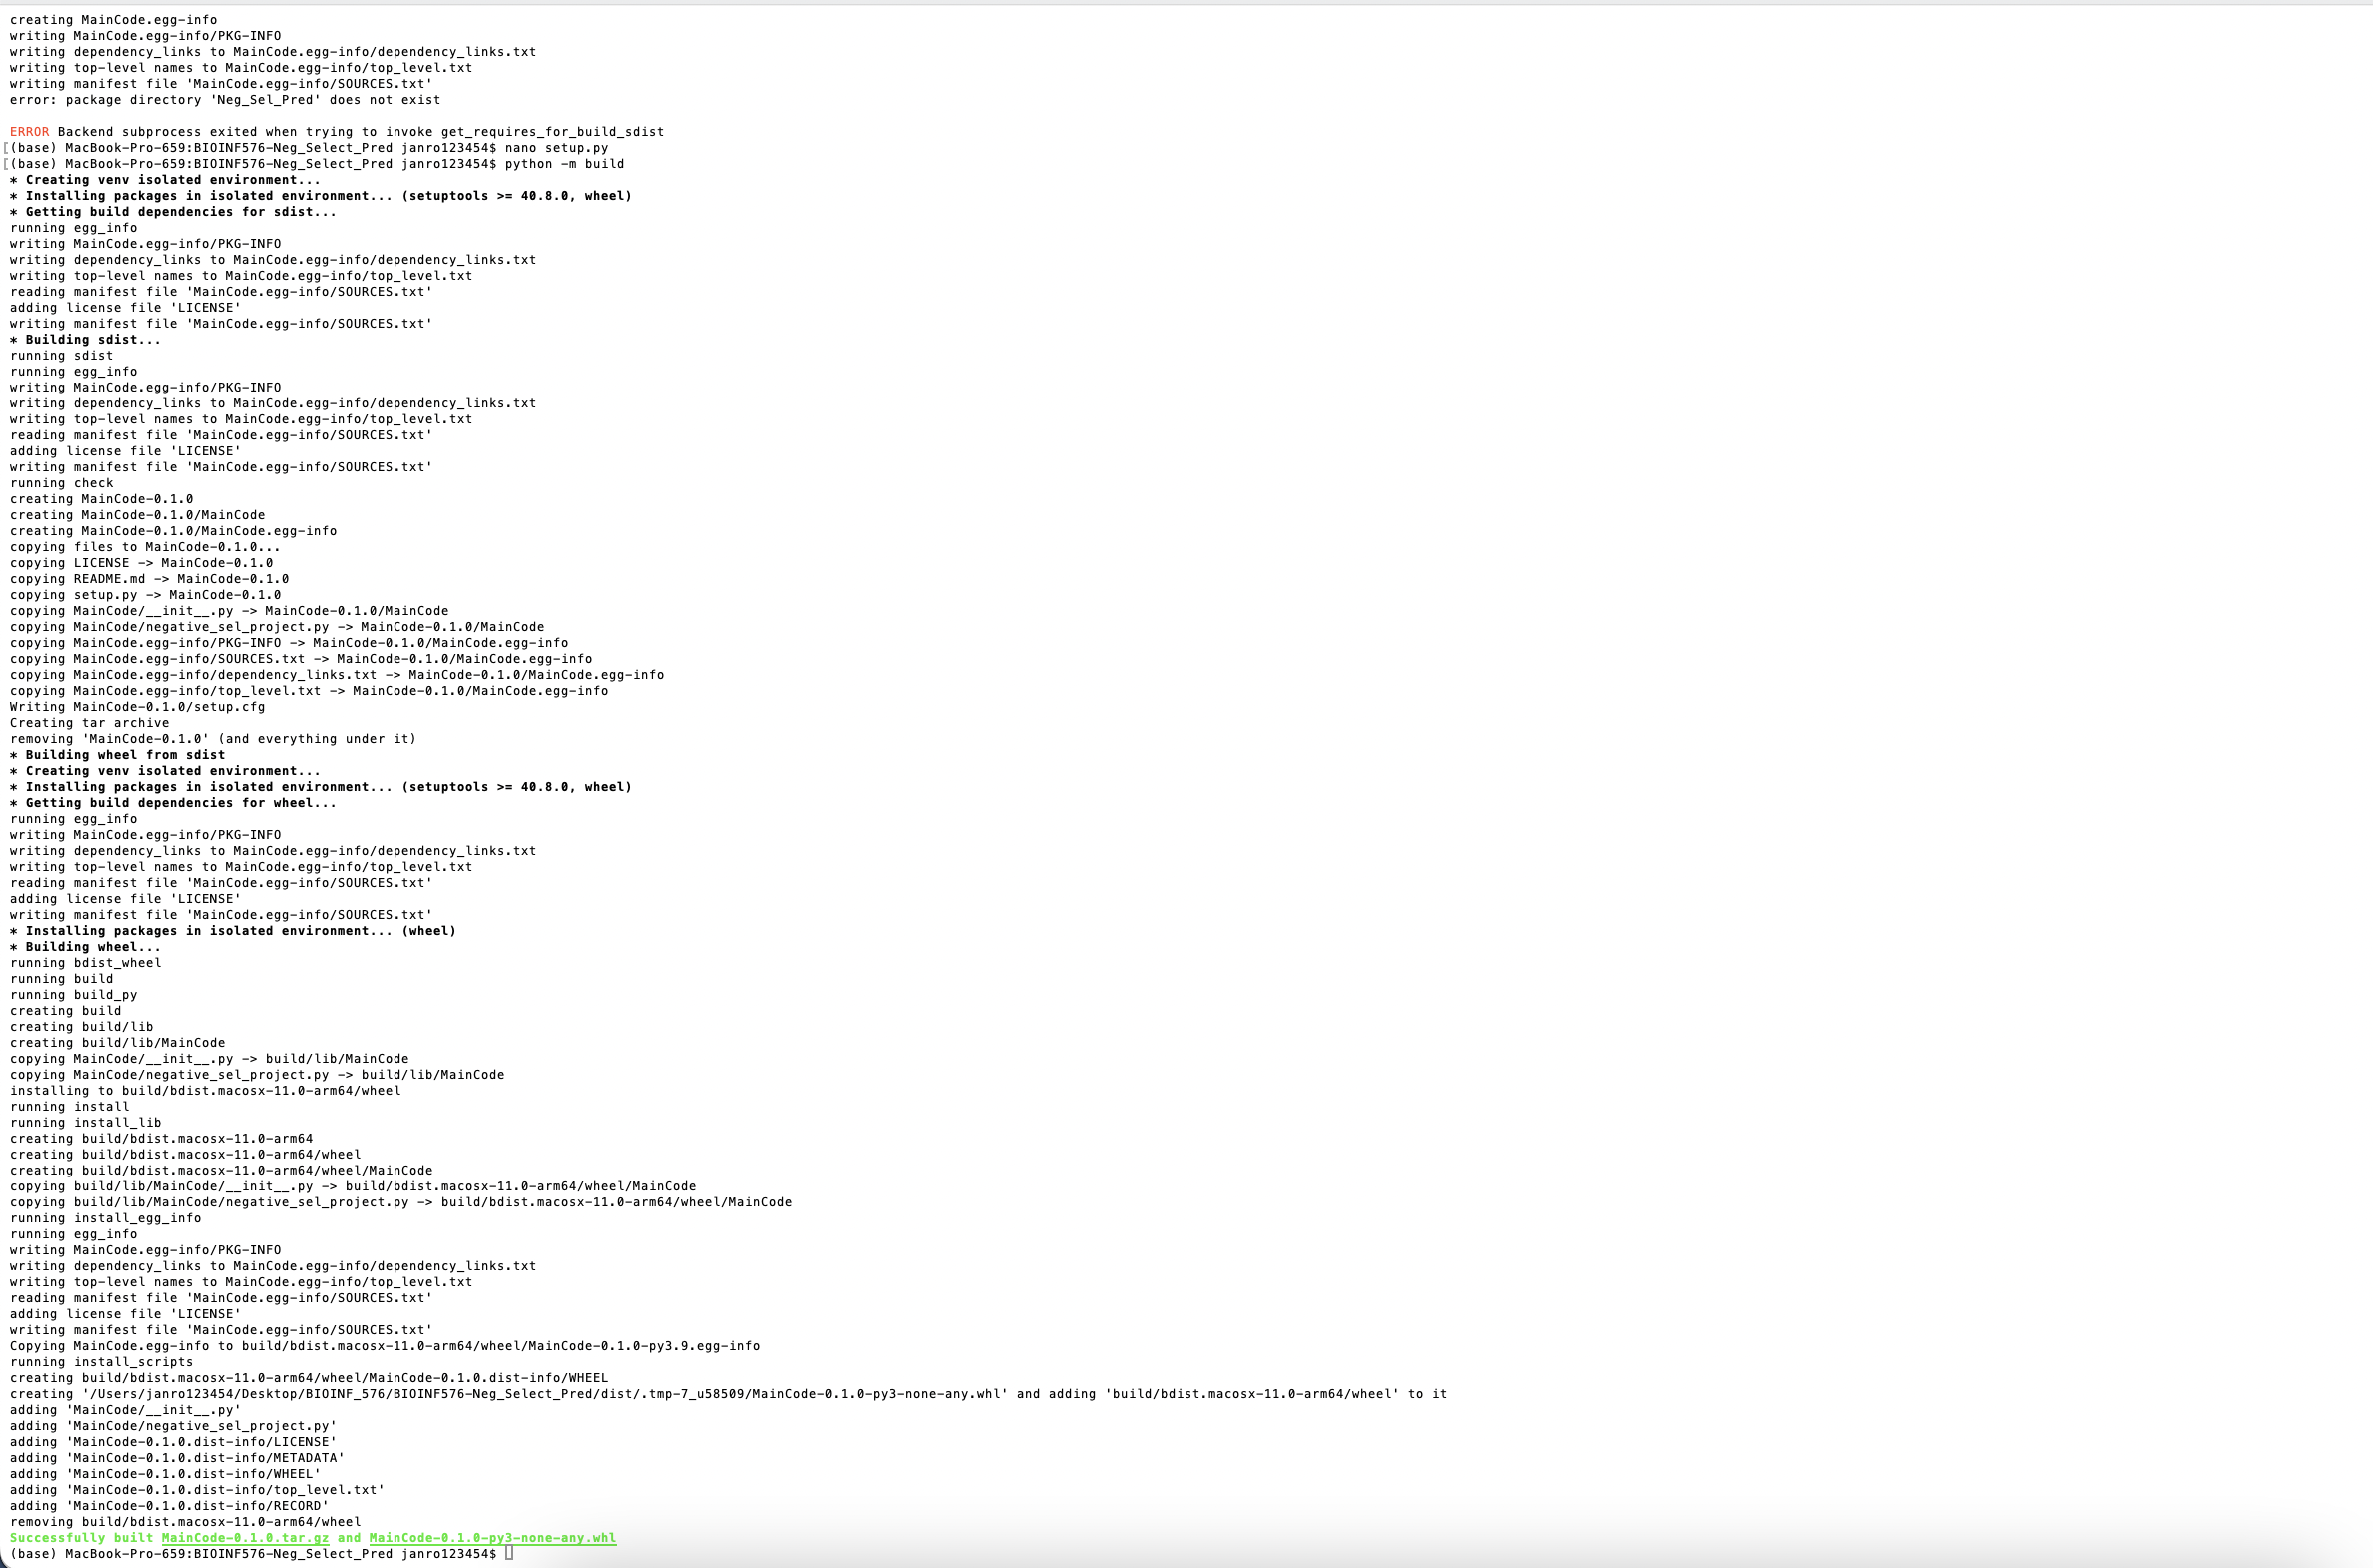 creating MainCode.egg-info
writing MainCode.egg-info/PKG-INFO
writing dependency_links to MainCode.egg-info/dependency_links.txt
writing top-level names to MainCode.egg-info/top_level.txt
writing manifest file 'MainCode.egg-info/SOURCES.txt'
error: package directory 'Neg_Sel_Pred' does not exist

ERROR Backend subprocess exited when trying to invoke get_requires_for_build_sdist
[(base) MacBook-Pro-659:BIOINF576-Neg_Select_Pred janro123454$ nano setup.py
[(base) MacBook-Pro-659:BIOINF576-Neg_Select_Pred janro123454$ python -m build
* Creating venv isolated environment...
* Installing packages in isolated environment... (setuptools >= 40.8.0, wheel)
* Getting build dependencies for sdist...
running egg_info
writing MainCode.egg-info/PKG-INFO
writing dependency_links to MainCode.egg-info/dependency_links.txt
writing top-level names to MainCode.egg-info/top_level.txt
reading manifest file 'MainCode.egg-info/SOURCES.txt'
adding license file 'LICENSE'
writing manifest file 'MainCode.egg-info/SOURCES.txt'
* Building sdist...
running sdist
running egg_info
writing MainCode.egg-info/PKG-INFO
writing dependency_links to MainCode.egg-info/dependency_links.txt
writing top-level names to MainCode.egg-info/top_level.txt
reading manifest file 'MainCode.egg-info/SOURCES.txt'
adding license file 'LICENSE'
writing manifest file 'MainCode.egg-info/SOURCES.txt'
running check
creating MainCode-0.1.0
creating MainCode-0.1.0/MainCode
creating MainCode-0.1.0/MainCode.egg-info
copying files to MainCode-0.1.0...
copying LICENSE -> MainCode-0.1.0
copying README.md -> MainCode-0.1.0
copying setup.py -> MainCode-0.1.0
copying MainCode/__init__.py -> MainCode-0.1.0/MainCode
copying MainCode/negative_sel_project.py -> MainCode-0.1.0/MainCode
copying MainCode.egg-info/PKG-INFO -> MainCode-0.1.0/MainCode.egg-info
copying MainCode.egg-info/SOURCES.txt -> MainCode-0.1.0/MainCode.egg-info
copying MainCode.egg-info/dependency_links.txt -> MainCode-0.1.0/MainCode.egg-info
copying MainCode.egg-info/top_level.txt -> MainCode-0.1.0/MainCode.egg-info
Writing MainCode-0.1.0/setup.cfg
Creating tar archive
removing 'MainCode-0.1.0' (and everything under it)
* Building wheel from sdist
* Creating venv isolated environment...
* Installing packages in isolated environment... (setuptools >= 40.8.0, wheel)
* Getting build dependencies for wheel...
running egg_info
writing MainCode.egg-info/PKG-INFO
writing dependency_links to MainCode.egg-info/dependency_links.txt
writing top-level names to MainCode.egg-info/top_level.txt
reading manifest file 'MainCode.egg-info/SOURCES.txt'
adding license file 'LICENSE'
writing manifest file 'MainCode.egg-info/SOURCES.txt'
* Installing packages in isolated environment... (wheel)
* Building wheel...
running bdist_wheel
running build
running build_py
creating build
creating build/lib
creating build/lib/MainCode
copying MainCode/__init__.py -> build/lib/MainCode
copying MainCode/negative_sel_project.py -> build/lib/MainCode
installing to build/bdist.macosx-11.0-arm64/wheel
running install
running install_lib
creating build/bdist.macosx-11.0-arm64
creating build/bdist.macosx-11.0-arm64/wheel
creating build/bdist.macosx-11.0-arm64/wheel/MainCode
copying build/lib/MainCode/__init__.py -> build/bdist.macosx-11.0-arm64/wheel/MainCode
copying build/lib/MainCode/negative_sel_project.py -> build/bdist.macosx-11.0-arm64/wheel/MainCode
running install_egg_info
running egg_info
writing MainCode.egg-info/PKG-INFO
writing dependency_links to MainCode.egg-info/dependency_links.txt
writing top-level names to MainCode.egg-info/top_level.txt
reading manifest file 'MainCode.egg-info/SOURCES.txt'
adding license file 'LICENSE'
writing manifest file 'MainCode.egg-info/SOURCES.txt'
Copying MainCode.egg-info to build/bdist.macosx-11.0-arm64/wheel/MainCode-0.1.0-py3.9.egg-info
running install_scripts
creating build/bdist.macosx-11.0-arm64/wheel/MainCode-0.1.0.dist-info/WHEEL
creating '/Users/janro123454/Desktop/BIOINF_576/BIOINF576-Neg_Select_Pred/dist/.tmp-7_u58509/MainCode-0.1.0-py3-none-any.whl' and adding 'build/bdist.macosx-11.0-arm64/wheel' to it
adding 'MainCode/__init__.py'
adding 'MainCode/negative_sel_project.py'
adding 'MainCode-0.1.0.dist-info/LICENSE'
adding 'MainCode-0.1.0.dist-info/METADATA'
adding 'MainCode-0.1.0.dist-info/WHEEL'
adding 'MainCode-0.1.0.dist-info/top_level.txt'
adding 'MainCode-0.1.0.dist-info/RECORD'
removing build/bdist.macosx-11.0-arm64/wheel
Successfully built MainCode-0.1.0.tar.gz and MainCode-0.1.0-py3-none-any.whl
(base) MacBook-Pro-659:BIOINF576-Neg_Select_Pred janro123454$